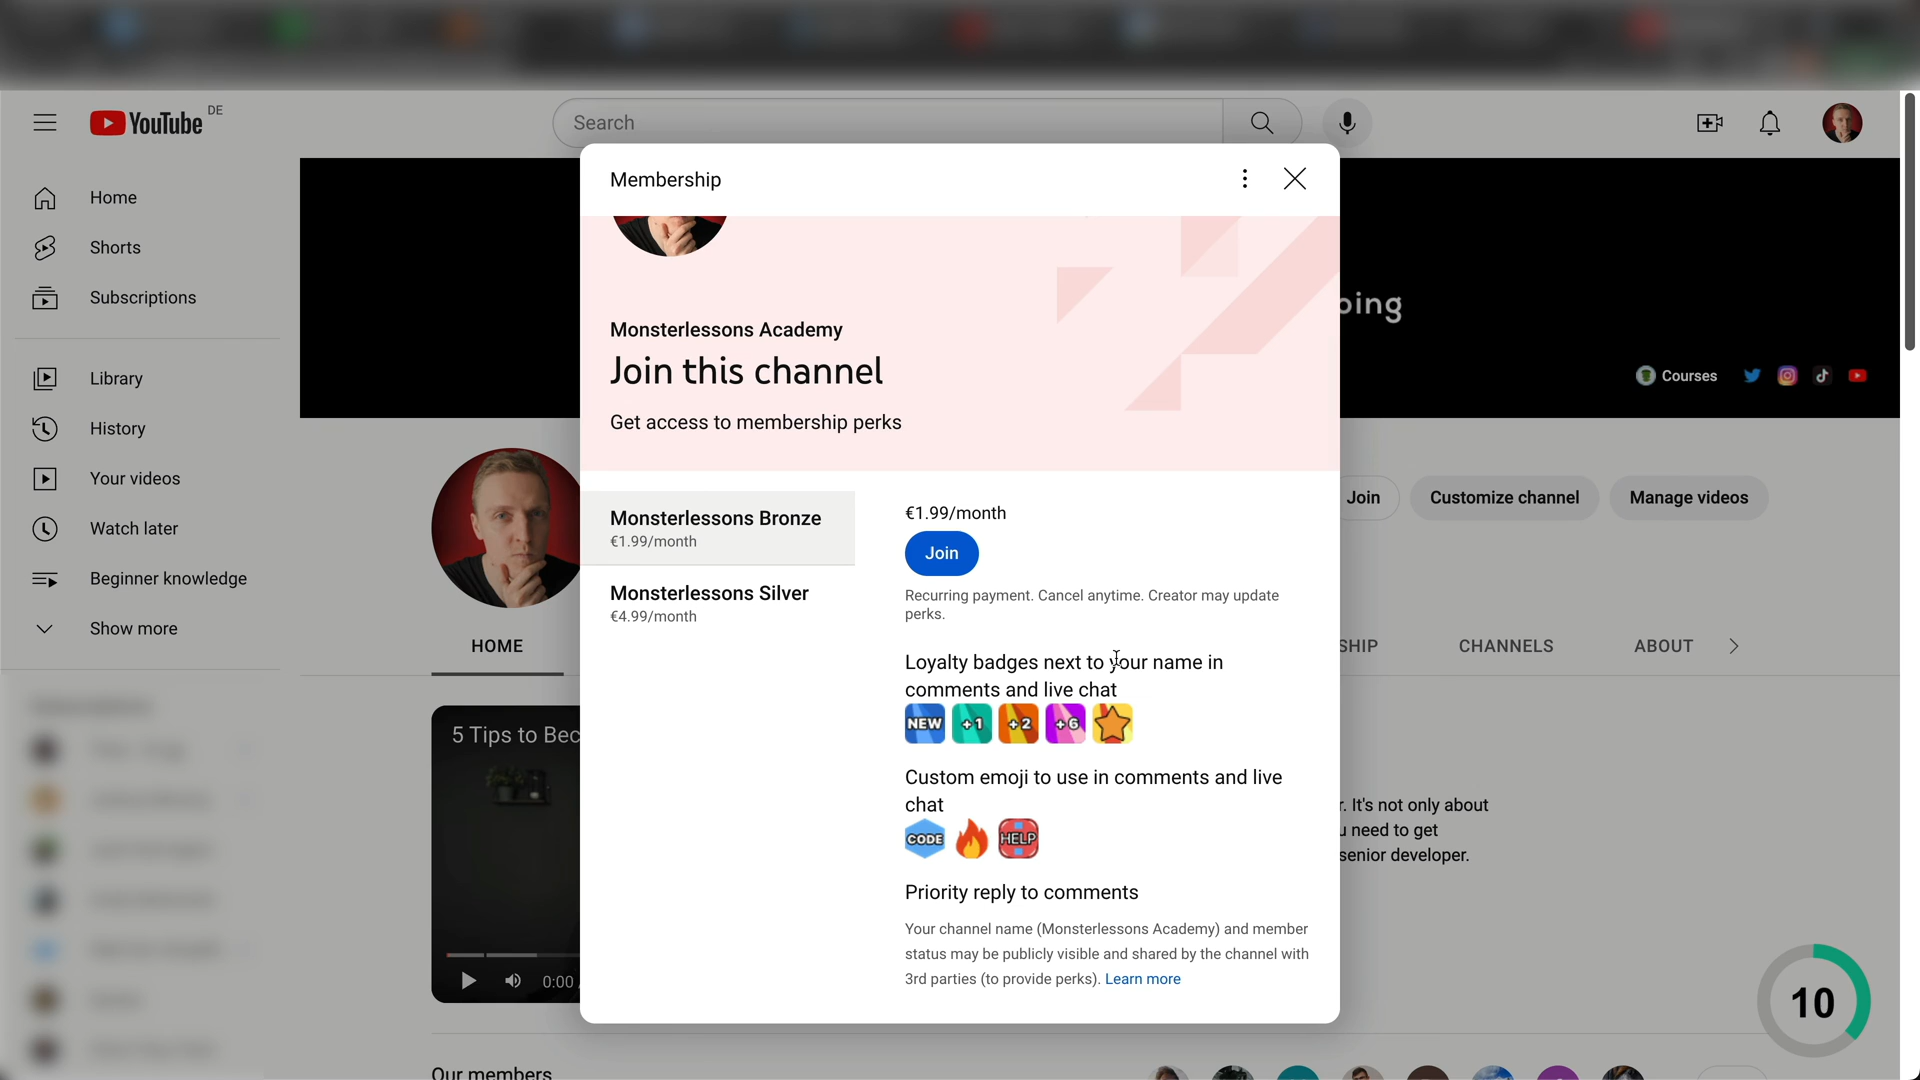 YouTube DE
Search
Home
Shorts
Subscriptions
Library
History
Your videos
Watch later
Beginner knowledge
Show more
ping
Courses
Join
Customize channel
Manage videos
HOME
SHIP
CHANNELS
ABOUT
5 Tips to Bec
0:00
r. It's not only about
u need to get
senior developer.
Our members
Membership
Monsterlessons Academy
Join this channel
Get access to membership perks
Monsterlessons Bronze
€1.99/month
Monsterlessons Silver
€4.99/month
€1.99/month
Join
Recurring payment. Cancel anytime. Creator may update
perks.
Loyalty badges next to your name in
comments and live chat
NEW +1 +2 +6
Custom emoji to use in comments and live
chat
CODE HELP
Priority reply to comments
Your channel name (Monsterlessons Academy) and member
status may be publicly visible and shared by the channel with
3rd parties (to provide perks). Learn more
10